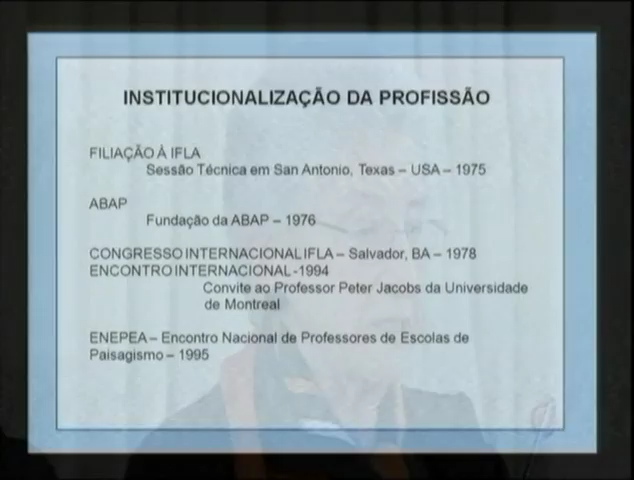 INSTITUCIONALIZAÇÃO DA PROFISSÃO
FILIAÇÃO À IFLA
Sessão Técnica em San Antonio, Texas – USA – 1975
ABAP
Fundação da ABAP – 1976
CONGRESSO INTERNACIONAL IFLA – Salvador, BA – 1978
ENCONTRO INTERNACIONAL -1994
Convite ao Professor Peter Jacobs da Universidade
de Montreal
ENEPEA – Encontro Nacional de Professores de Escolas de
Paisagismo – 1995